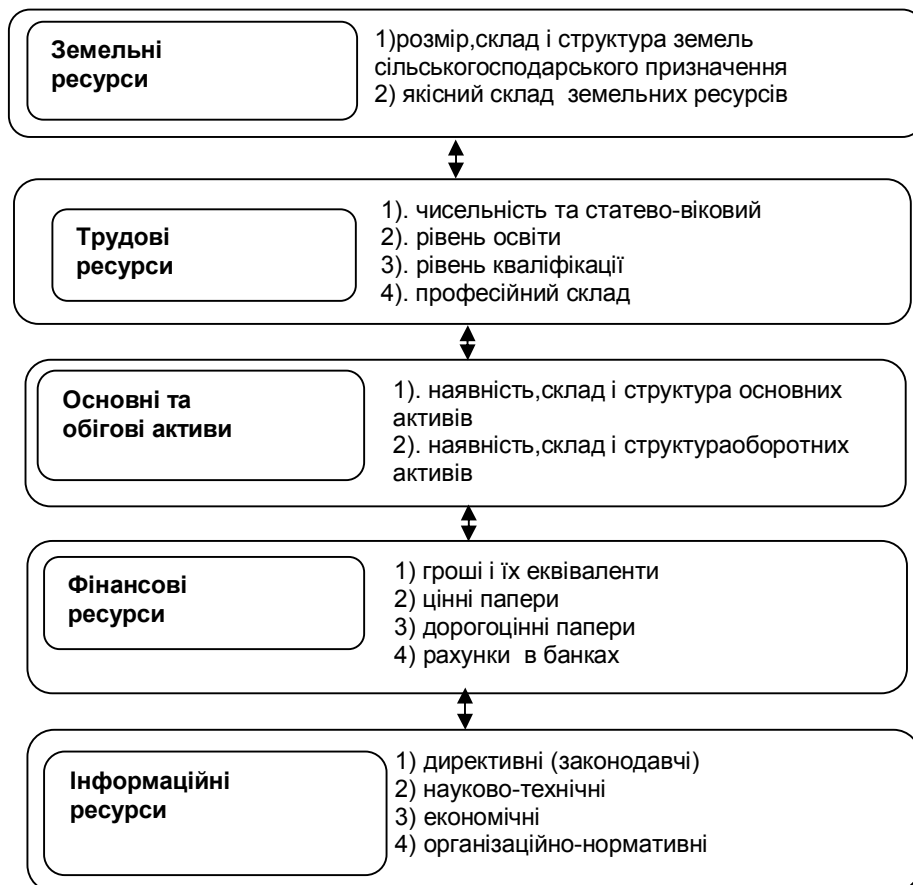 Земельні
ресурси
1)розмір,склад і структура земель
сільськогосподарського призначення
2) якісний склад земельних ресурсів
Трудові
ресурси
1). чисельність та статево-віковий
2). рівень освіти
3). рівень кваліфікації
4). професійний склад
Основні та
обігові активи
1). наявність,склад і структура основних
активів
2). наявність,склад і структураоборотних
активів
Фінансові
ресурси
1) гроші і їх еквіваленти
2) цінні папери
3) дорогоцінні папери
4) рахунки в банках
Інформаційні
ресурси
1) директивні (законодавчі)
2) науково-технічні
3) економічні
4) організаційно-нормативні